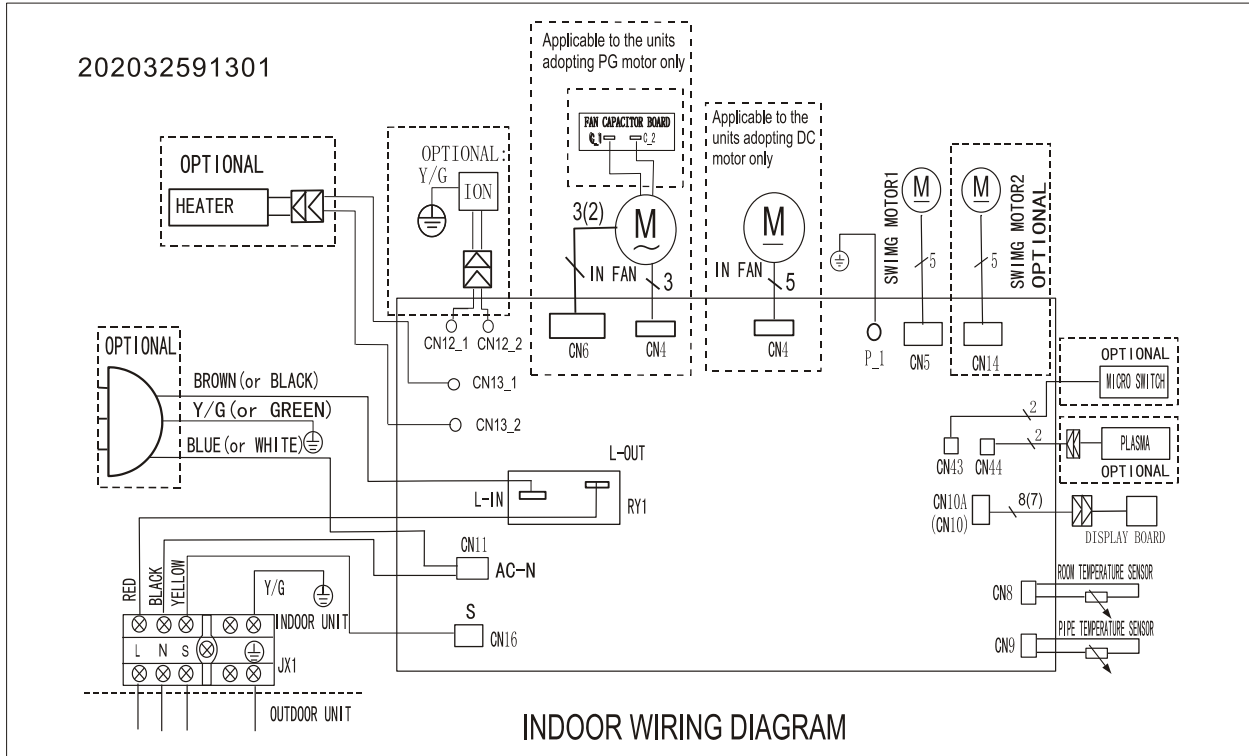 202032591301
Applicable to the units
adopting PG motor only
FAN CAPACITOR BOARD
C_2
Applicable to the
units adopting DC
motor only
OPTIONAL
HEATER
OPTIONAL:
Y/G
ION
3(2)
M
IN FAN
3
M
IN FAN
5
M
SWIMG MOTOR1
5
M
SWIMG MOTOR2
OPTIONAL
5
CN12_1
CN12_2
CN6
CN4
CN4
P_1
CN5
CN14
OPTIONAL
MICRO SWITCH
2
OPTIONAL
BROWN(or BLACK)
Y/G(or GREEN)
BLUE(or WHITE)
CN13_1
CN13_2
CN43
CN44
2
PLASMA
OPTIONAL
L-OUT
L-IN
RY1
CN10A
(CN10)
8(7)
DISPLAY BOARD
CN11
AC-N
RED
BLACK
YELLOW
Y/G
INDOOR UNIT
S
CN16
CN8
ROOM TEMPERATURE SENSOR
CN9
PIPE TEMPERATURE SENSOR
L N S
JX1
OUTDOOR UNIT
INDOOR WIRING DIAGRAM